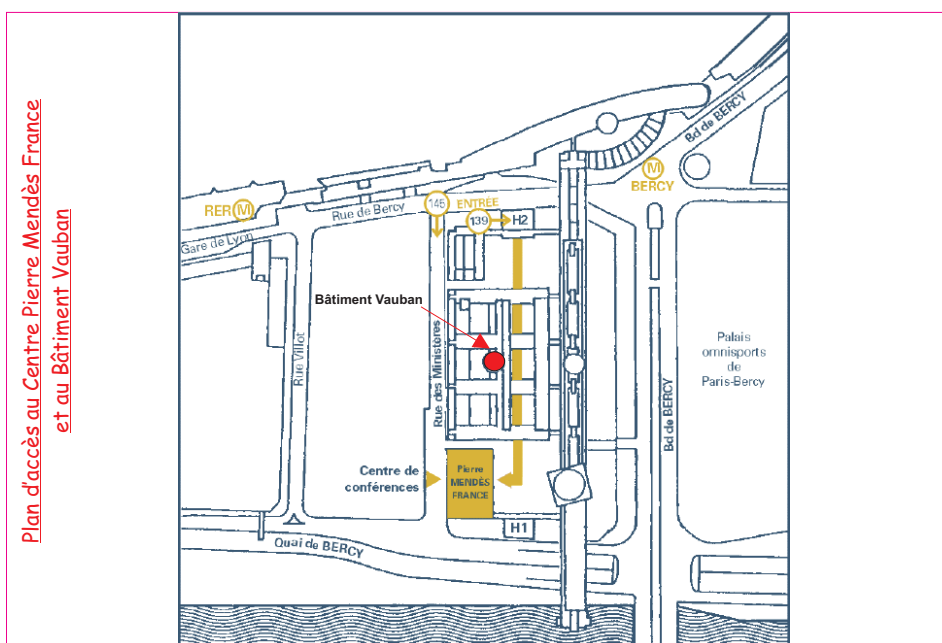 Plan d'accès au Centre Pierre Mendès France
et au Bâtiment Vauban
Bd de BERCY
M
BERCY
RER M
Gare de Lyon
Rue de Bercy
145
ENTRÉE
139
H2
Bâtiment Vauban
Rue Villot
Rue des Ministères
Palais
omnisports
de
Paris-Bercy
Bd de BERCY
Centre de
conférences
Pierre
MENDÈS
FRANCE
H1
Quai de BERCY